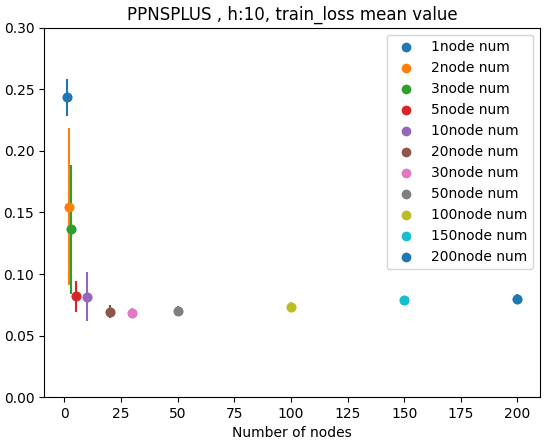 PPNSPLUS , h:10, train_loss mean value
0.30
0.25
0.20
0.15
0.10
0.05
0.00
1node num
2node num
3node num
5node num
10node num
20node num
30node num
50node num
100node num
150node num
200node num
0 25 50 75 100 125 150 175 200
Number of nodes